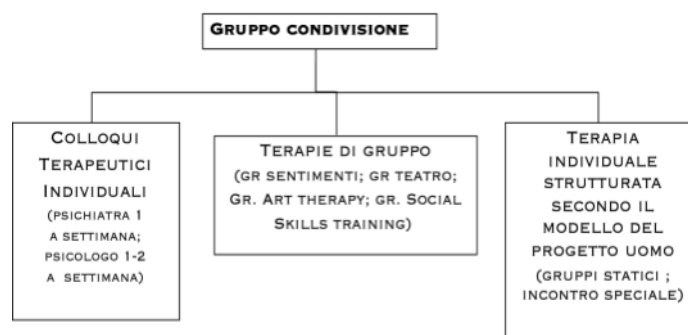 GRUPPO CONDIVISIONE
COLLOQUI
TERAPEUTICI
INDIVIDUALI
(PSICHIATRA 1
A SETTIMANA;
PSICOLOGO 1-2
A SETTIMANA)
TERAPIE DI GRUPPO
(GR SENTIMENTI; GR TEATRO;
GR. ART THERAPY; GR. SOCIAL
SKILLS TRAINING)
TERAPIA
INDIVIDUALE
STRUTTURATA
SECONDO IL
MODELLO DEL
PROGETTO UOMO
(GRUPPI STATICI ;
INCONTRO SPECIALE)